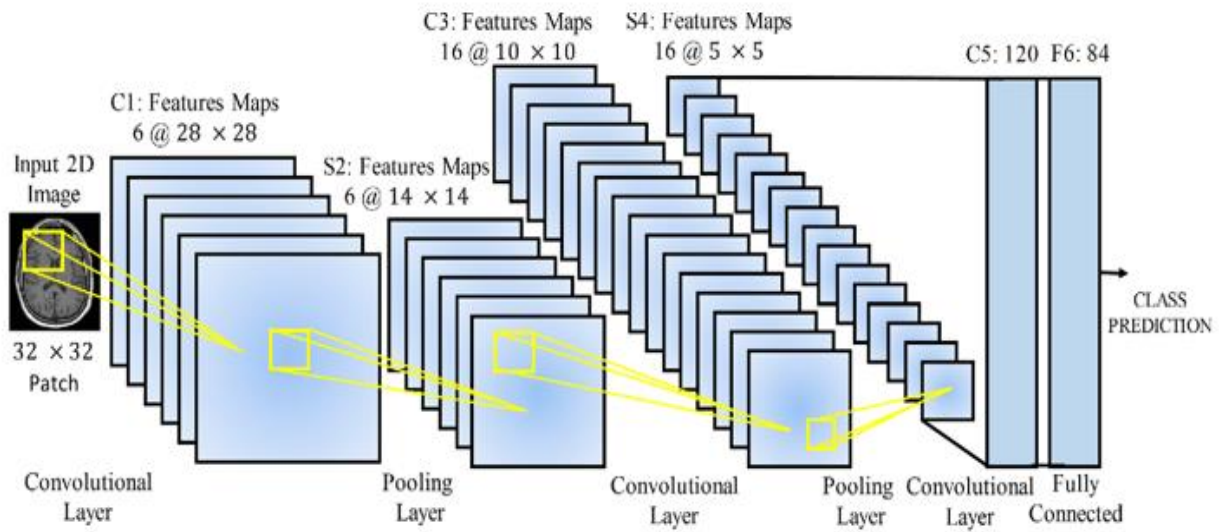 C3: Features Maps
16 @ 10 × 10
S4: Features Maps
16 @ 5 × 5
C5: 120
F6: 84
C1: Features Maps
6 @ 28 × 28
S2: Features Maps
6 @ 14 × 14
Input 2D
Image
32 × 32
Patch
CLASS
PREDICTION
Convolutional
Layer
Pooling
Layer
Convolutional
Layer
Pooling
Layer
Convolutional
Layer
Fully
Connected